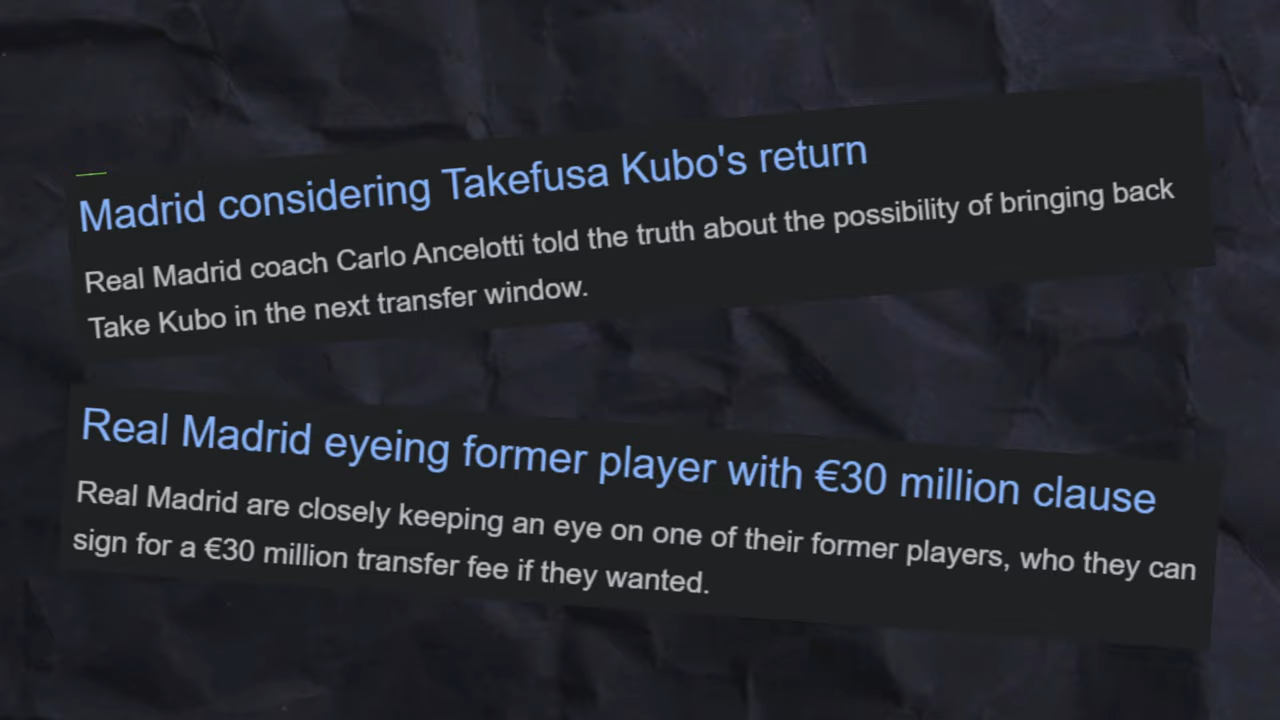 Madrid considering Takefusa Kubo's return
Real Madrid coach Carlo Ancelotti told the truth about the possibility of bringing back
Take Kubo in the next transfer window.
Real Madrid eyeing former player with €30 million clause
Real Madrid are closely keeping an eye on one of their former players, who they can
sign for a €30 million transfer fee if they wanted.